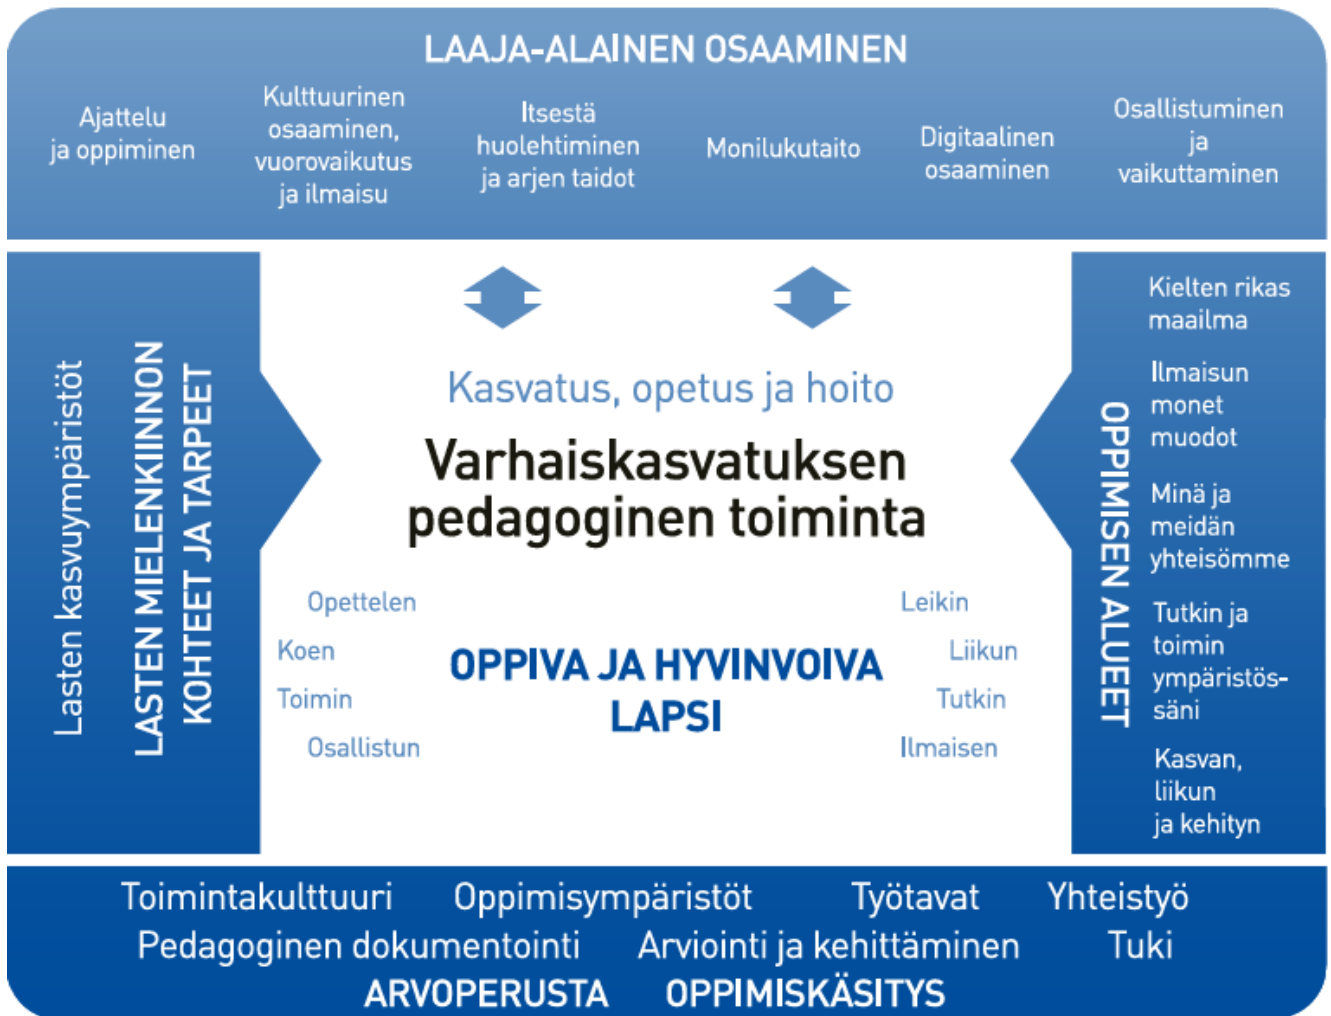 LAAJA-ALAINEN OSAAMINEN
Ajattelu
ja oppiminen
Kulttuurinen
osaaminen,
vuorovaikutus
ja ilmaisu
Itsestä
huolehtiminen
ja arjen taidot
Monilukutaito
Digitaalinen
osaaminen
Osallistuminen
ja
vaikuttaminen
Lasten kasvuympäristöt
LASTEN MIELENKIINNON
KOHTEET JA TARPEET
Kasvatus, opetus ja hoito
Varhaiskasvatuksen
pedagoginen toiminta
Opettelen
Koen
Toimin
Osallistun
OPPIVA JA HYVINVOIVA
LAPSI
Leikin
Liikun
Tutkin
Ilmaisen
OPPIMISEN ALUEET
Kielten rikas
maailma
Ilmaisun
monet
muodot
Minä ja
meidän
yhteisömme
Tutkin ja
toimin
ympäristös-
säni
Kasvan,
liikun
ja kehityn
Toimintakulttuuri Oppimisympäristöt Työtavat Yhteistyö
Pedagoginen dokumentointi Arviointi ja kehittäminen Tuki
ARVOPERUSTA OPPIMISKÄSITYS